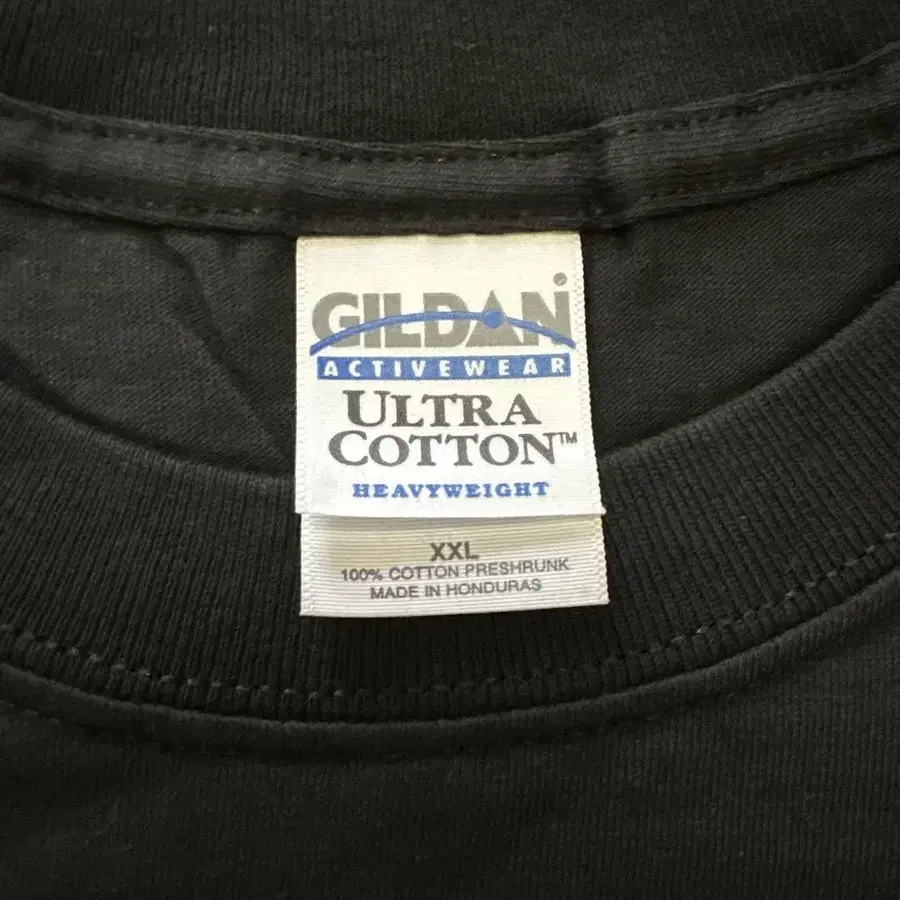 GILDAN
ACTIVEWEAR
ULTRA
COTTON™
HEAVYWEIGHT
XXL
100% COTTON PRESHRUNK
MADE IN HONDURAS